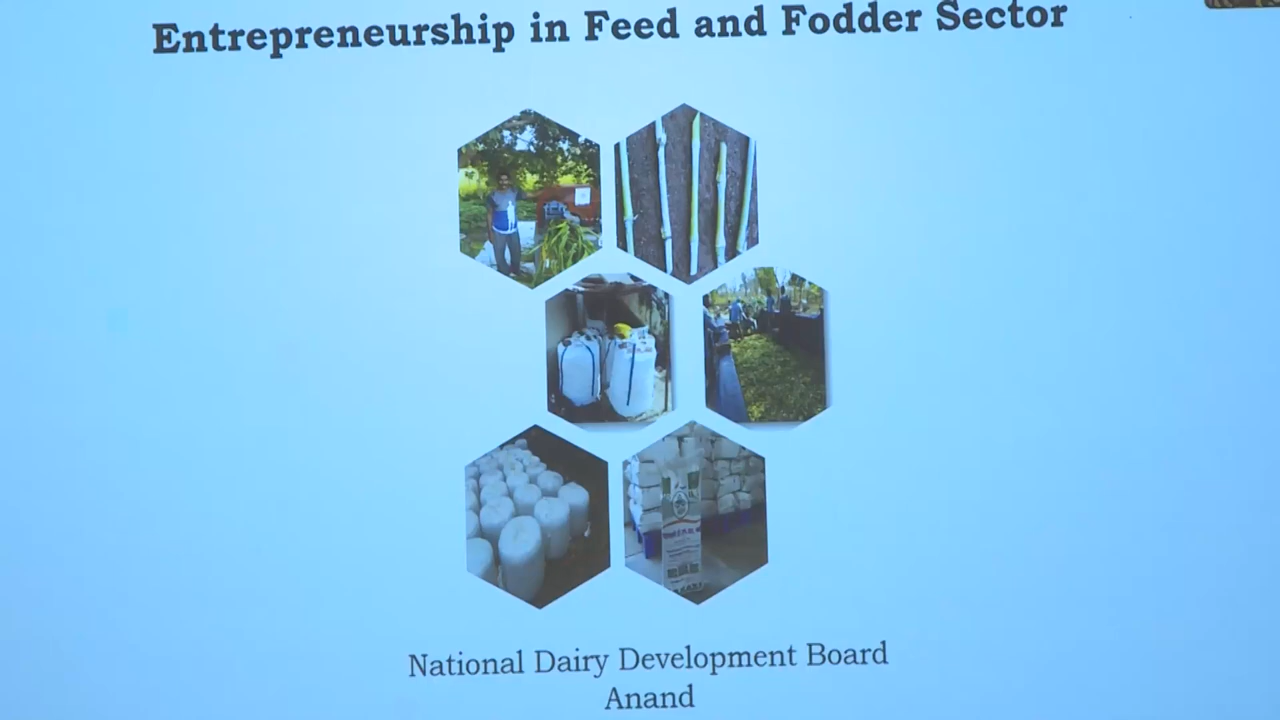 Entrepreneurship in Feed and Fodder Sector
National Dairy Development Board
Anand